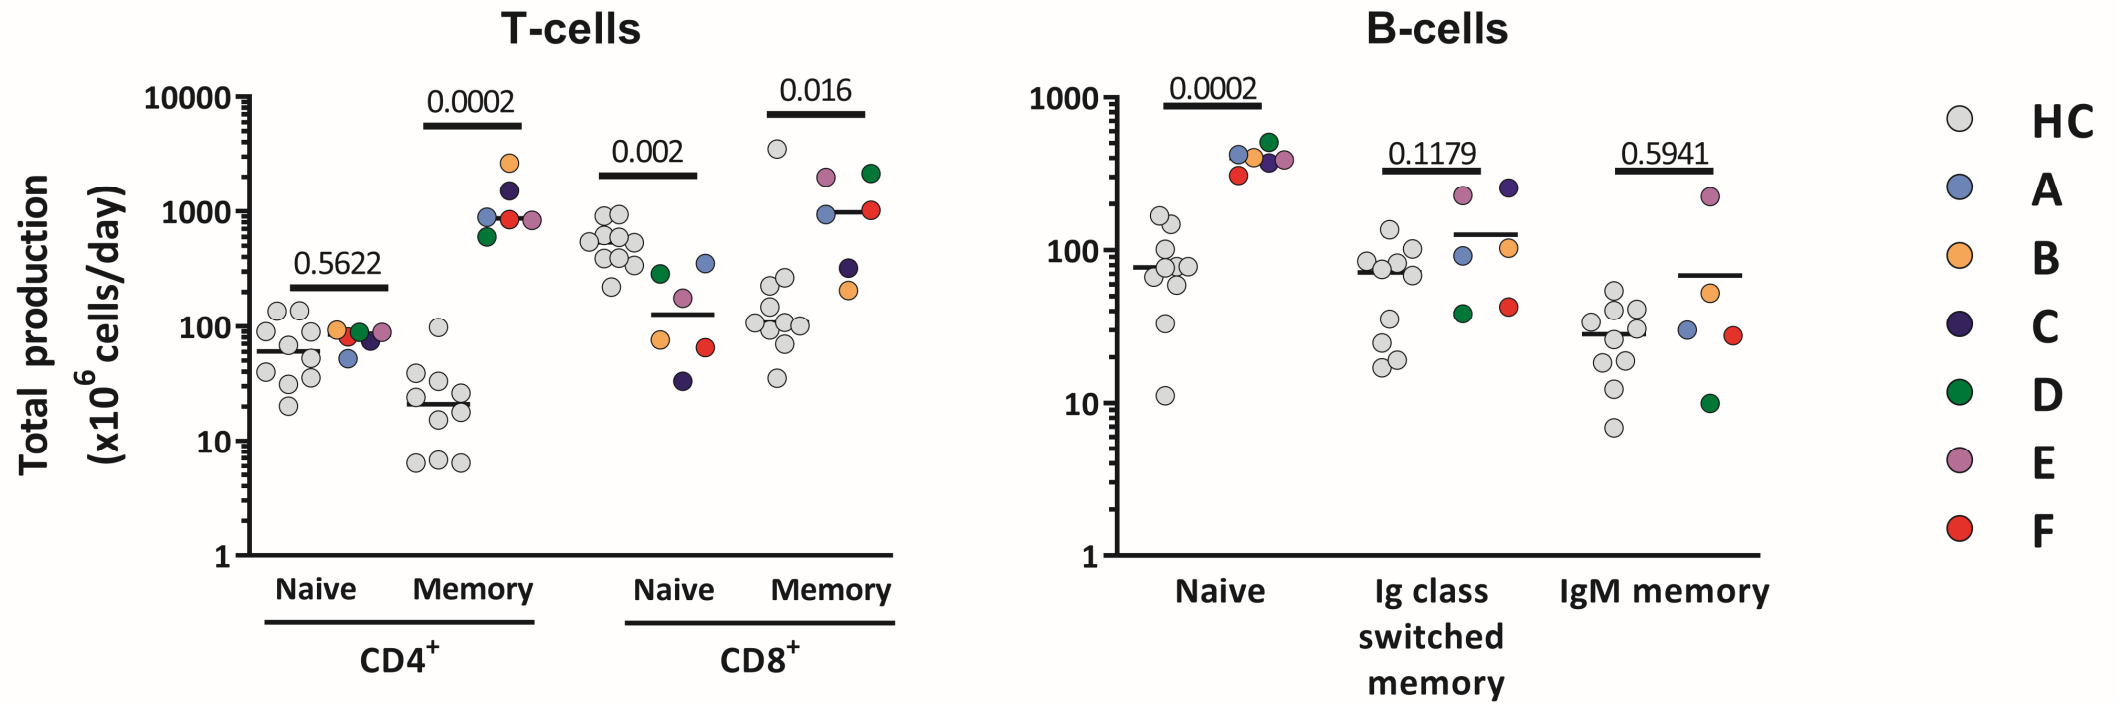 T-cells
B-cells
Total production
(x10⁶ cells/day)
10000
1000
100
10
1
0.5622
0.0002
0.002
0.016
Naive
Memory
Naive
Memory
CD4⁺
CD8⁺
1000
100
10
1
0.0002
0.1179
0.5941
Naive
Ig class
switched
memory
IgM memory
HC
A
B
C
D
E
F